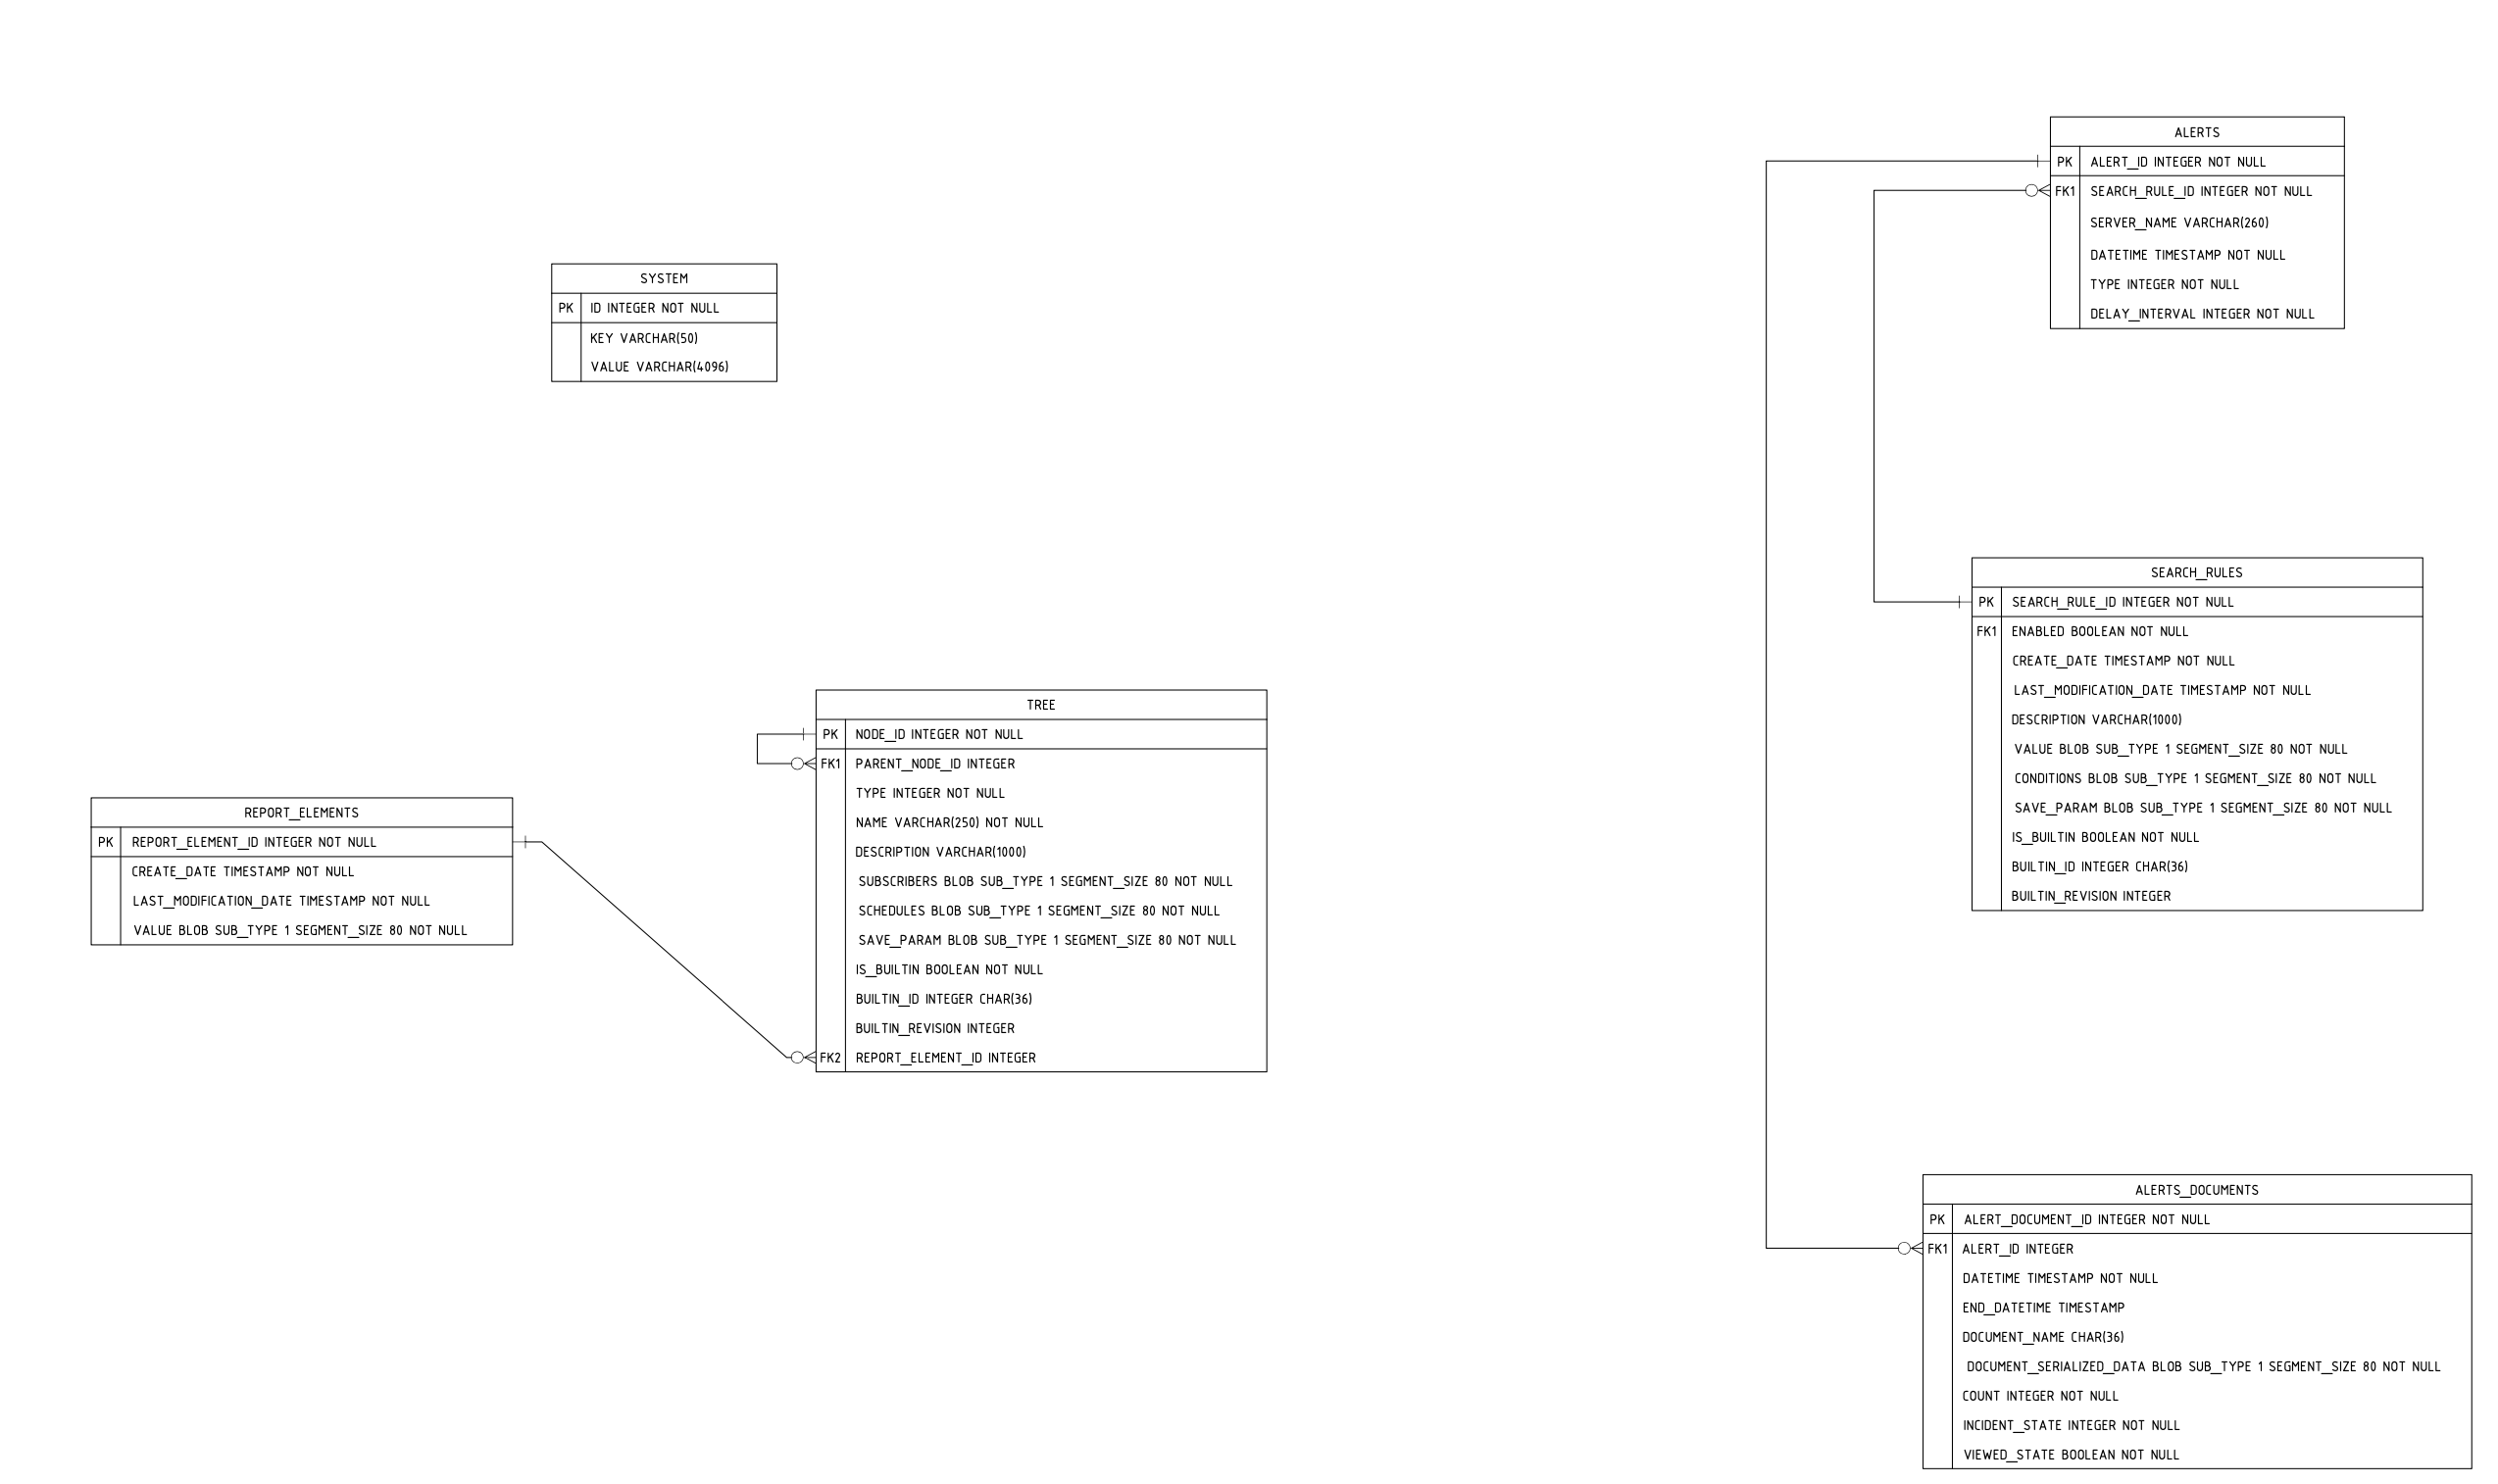 ALERTS
PK ALERT_ID INTEGER NOT NULL
FK1 SEARCH_RULE_ID INTEGER NOT NULL
SERVER_NAME VARCHAR(260)
DATETIME TIMESTAMP NOT NULL
TYPE INTEGER NOT NULL
DELAY_INTERVAL INTEGER NOT NULL
SYSTEM
PK ID INTEGER NOT NULL
KEY VARCHAR(50)
VALUE VARCHAR(4096)
SEARCH_RULES
PK SEARCH_RULE_ID INTEGER NOT NULL
FK1 ENABLED BOOLEAN NOT NULL
CREATE_DATE TIMESTAMP NOT NULL
LAST_MODIFICATION_DATE TIMESTAMP NOT NULL
DESCRIPTION VARCHAR(1000)
VALUE BLOB SUB_TYPE 1 SEGMENT_SIZE 80 NOT NULL
CONDITIONS BLOB SUB_TYPE 1 SEGMENT_SIZE 80 NOT NULL
SAVE_PARAM BLOB SUB_TYPE 1 SEGMENT_SIZE 80 NOT NULL
IS_BUILTIN BOOLEAN NOT NULL
BUILTIN_ID INTEGER CHAR(36)
BUILTIN_REVISION INTEGER
TREE
PK NODE_ID INTEGER NOT NULL
FK1 PARENT_NODE_ID INTEGER
TYPE INTEGER NOT NULL
NAME VARCHAR(250) NOT NULL
DESCRIPTION VARCHAR(1000)
SUBSCRIBERS BLOB SUB_TYPE 1 SEGMENT_SIZE 80 NOT NULL
SCHEDULES BLOB SUB_TYPE 1 SEGMENT_SIZE 80 NOT NULL
SAVE_PARAM BLOB SUB_TYPE 1 SEGMENT_SIZE 80 NOT NULL
IS_BUILTIN BOOLEAN NOT NULL
BUILTIN_ID INTEGER CHAR(36)
BUILTIN_REVISION INTEGER
FK2 REPORT_ELEMENT_ID INTEGER
REPORT_ELEMENTS
PK REPORT_ELEMENT_ID INTEGER NOT NULL
CREATE_DATE TIMESTAMP NOT NULL
LAST_MODIFICATION_DATE TIMESTAMP NOT NULL
VALUE BLOB SUB_TYPE 1 SEGMENT_SIZE 80 NOT NULL
ALERTS_DOCUMENTS
PK ALERT_DOCUMENT_ID INTEGER NOT NULL
FK1 ALERT_ID INTEGER
DATETIME TIMESTAMP NOT NULL
END_DATETIME TIMESTAMP
DOCUMENT_NAME CHAR(36)
DOCUMENT_SERIALIZED_DATA BLOB SUB_TYPE 1 SEGMENT_SIZE 80 NOT NULL
COUNT INTEGER NOT NULL
INCIDENT_STATE INTEGER NOT NULL
VIEWED_STATE BOOLEAN NOT NULL